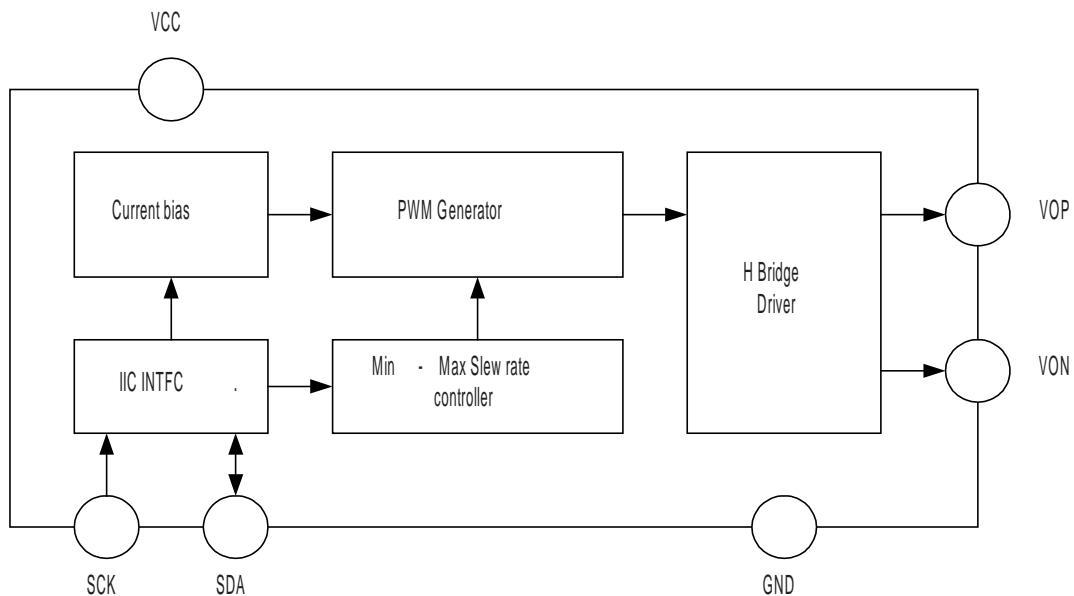 VCC
Current bias
PWM Generator
H Bridge
Driver
VOP
IIC INTFC .
Min - Max Slew rate
controller
VON
SCK
SDA
GND